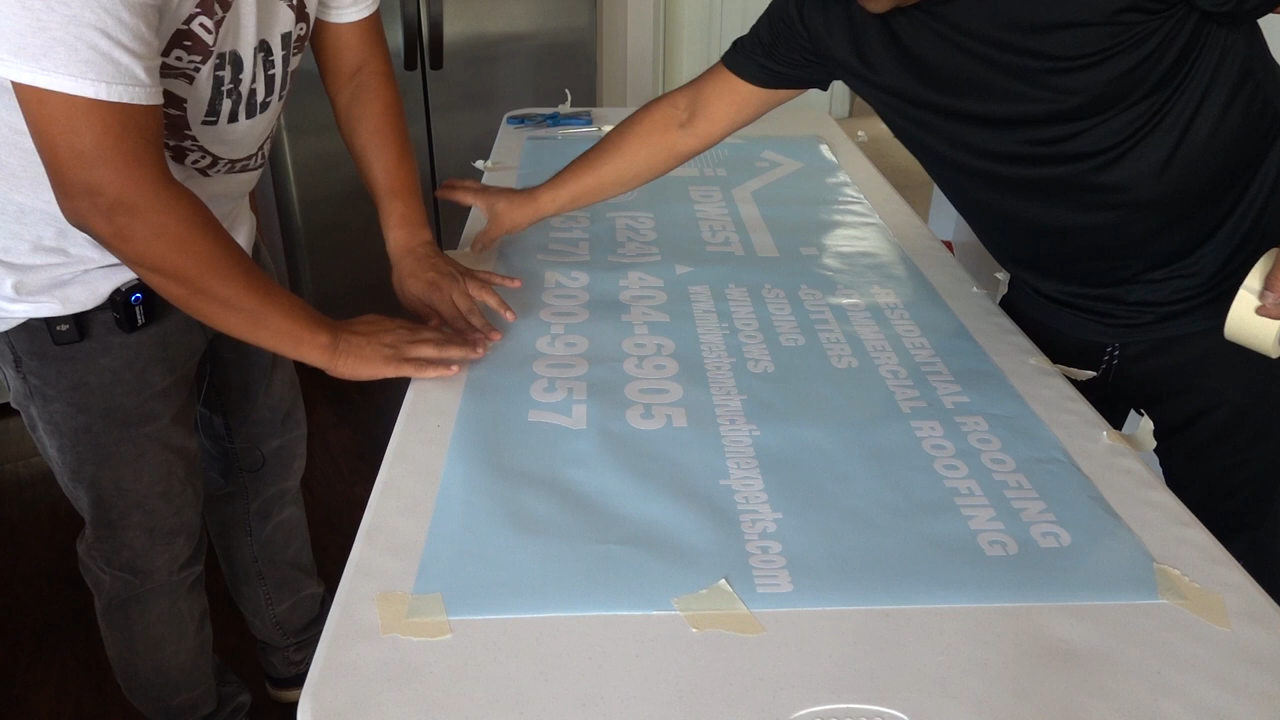 IDWEST
RESIDENTIAL ROOFING
COMMERCIAL ROOFING
GUTTERS
SIDING
WINDOWS
www.midwestconstructionexperts.com
(224) 404-6905
(317) 200-9057